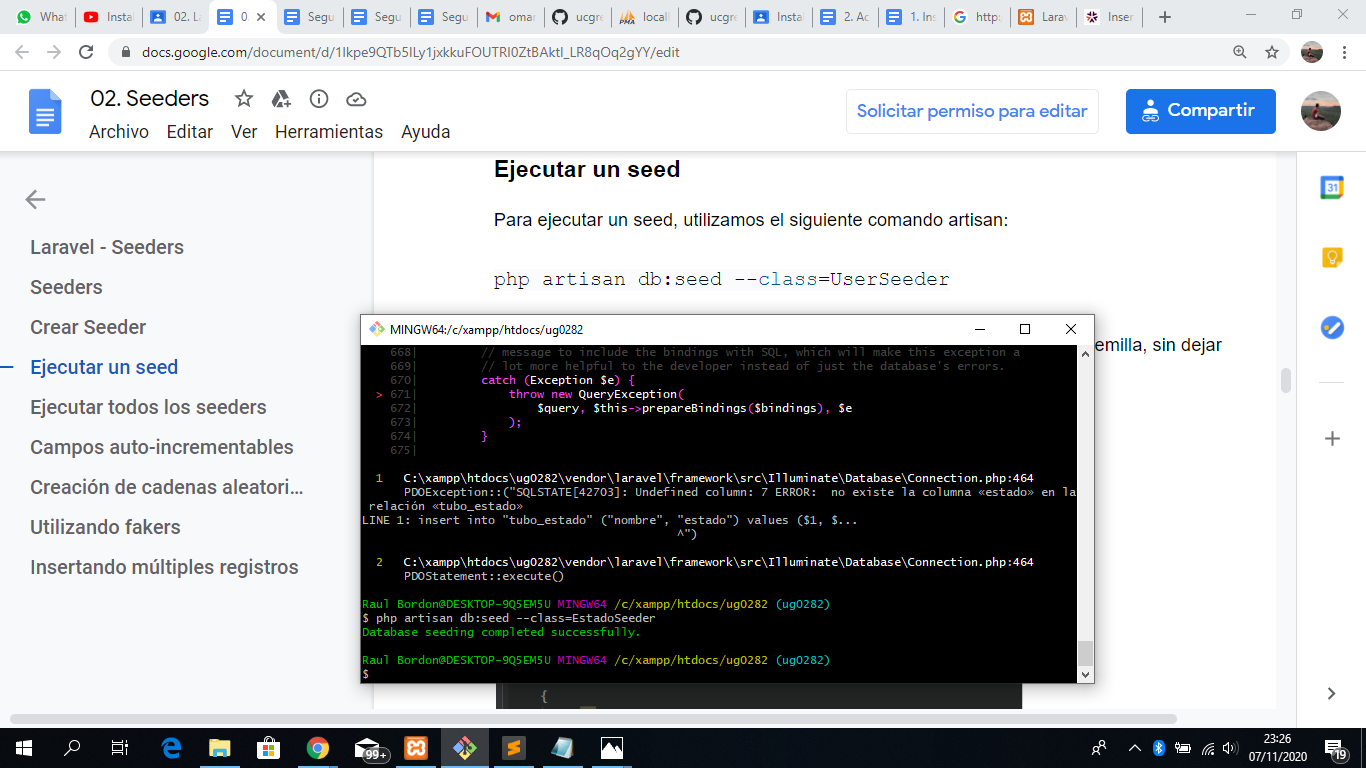 What
Insta
02. La
0.
Segu
Segu
Segu
omar
ucgre
locall
ucgre
Instal
2. Ac
1. Ins
http:
Larav
Inser
docs.google.com/document/d/1Ikpe9QTb5ILy1jxkkuFOUTRI0ZtBAktI_LR8qOq2gYY/edit
02. Seeders
Archivo Editar Ver Herramientas Ayuda
Solicitar permiso para editar
Compartir
Laravel - Seeders
Seeders
Crear Seeder
Ejecutar un seed
Ejecutar todos los seeders
Campos auto-incrementables
Creación de cadenas aleatori...
Utilizando fakers
Insertando múltiples registros
Ejecutar un seed
Para ejecutar un seed, utilizamos el siguiente comando artisan:
php artisan db:seed --class=UserSeeder
emilla, sin dejar
MINGW64:/c/xampp/htdocs/ug0282
668| // message to include the bindings with SQL, which will make this exception a
669| // lot more helpful to the developer instead of just the database's errors.
670| catch (Exception $e) {
> 671| throw new QueryException(
672| $query, $this->prepareBindings($bindings), $e
673| );
674| }
675|
1 C:\xampp\htdocs\ug0282\vendor\laravel\framework\src\Illuminate\Database\Connection.php:464
PDOException::("SQLSTATE[42703]: Undefined column: 7 ERROR: no existe la columna «estado» en la
relación «tubo_estado»
LINE 1: insert into "tubo_estado" ("nombre", "estado") values ($1, $...
^")
2 C:\xampp\htdocs\ug0282\vendor\laravel\framework\src\Illuminate\Database\Connection.php:464
PDOStatement::execute()
Raul Bordon@DESKTOP-9Q5EM5U MINGW64 /c/xampp/htdocs/ug0282 (ug0282)
$ php artisan db:seed --class=EstadoSeeder
Database seeding completed successfully.
Raul Bordon@DESKTOP-9Q5EM5U MINGW64 /c/xampp/htdocs/ug0282 (ug0282)
$
{
31
99+
23:26
07/11/2020
19